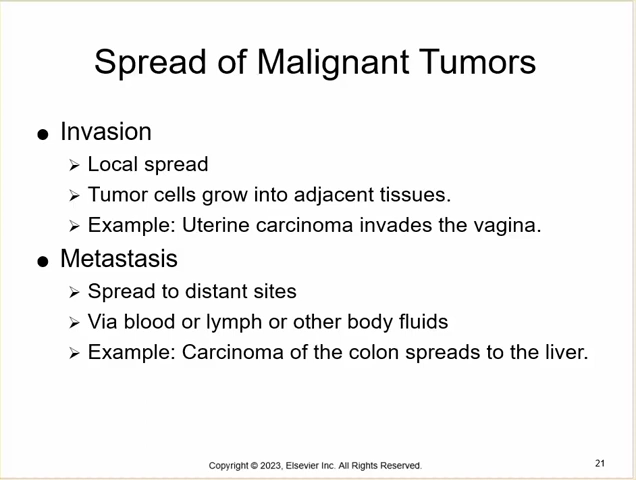 Spread of Malignant Tumors
● Invasion
➢ Local spread
➢ Tumor cells grow into adjacent tissues.
➢ Example: Uterine carcinoma invades the vagina.
● Metastasis
➢ Spread to distant sites
➢ Via blood or lymph or other body fluids
➢ Example: Carcinoma of the colon spreads to the liver.
Copyright © 2023, Elsevier Inc. All Rights Reserved.
21